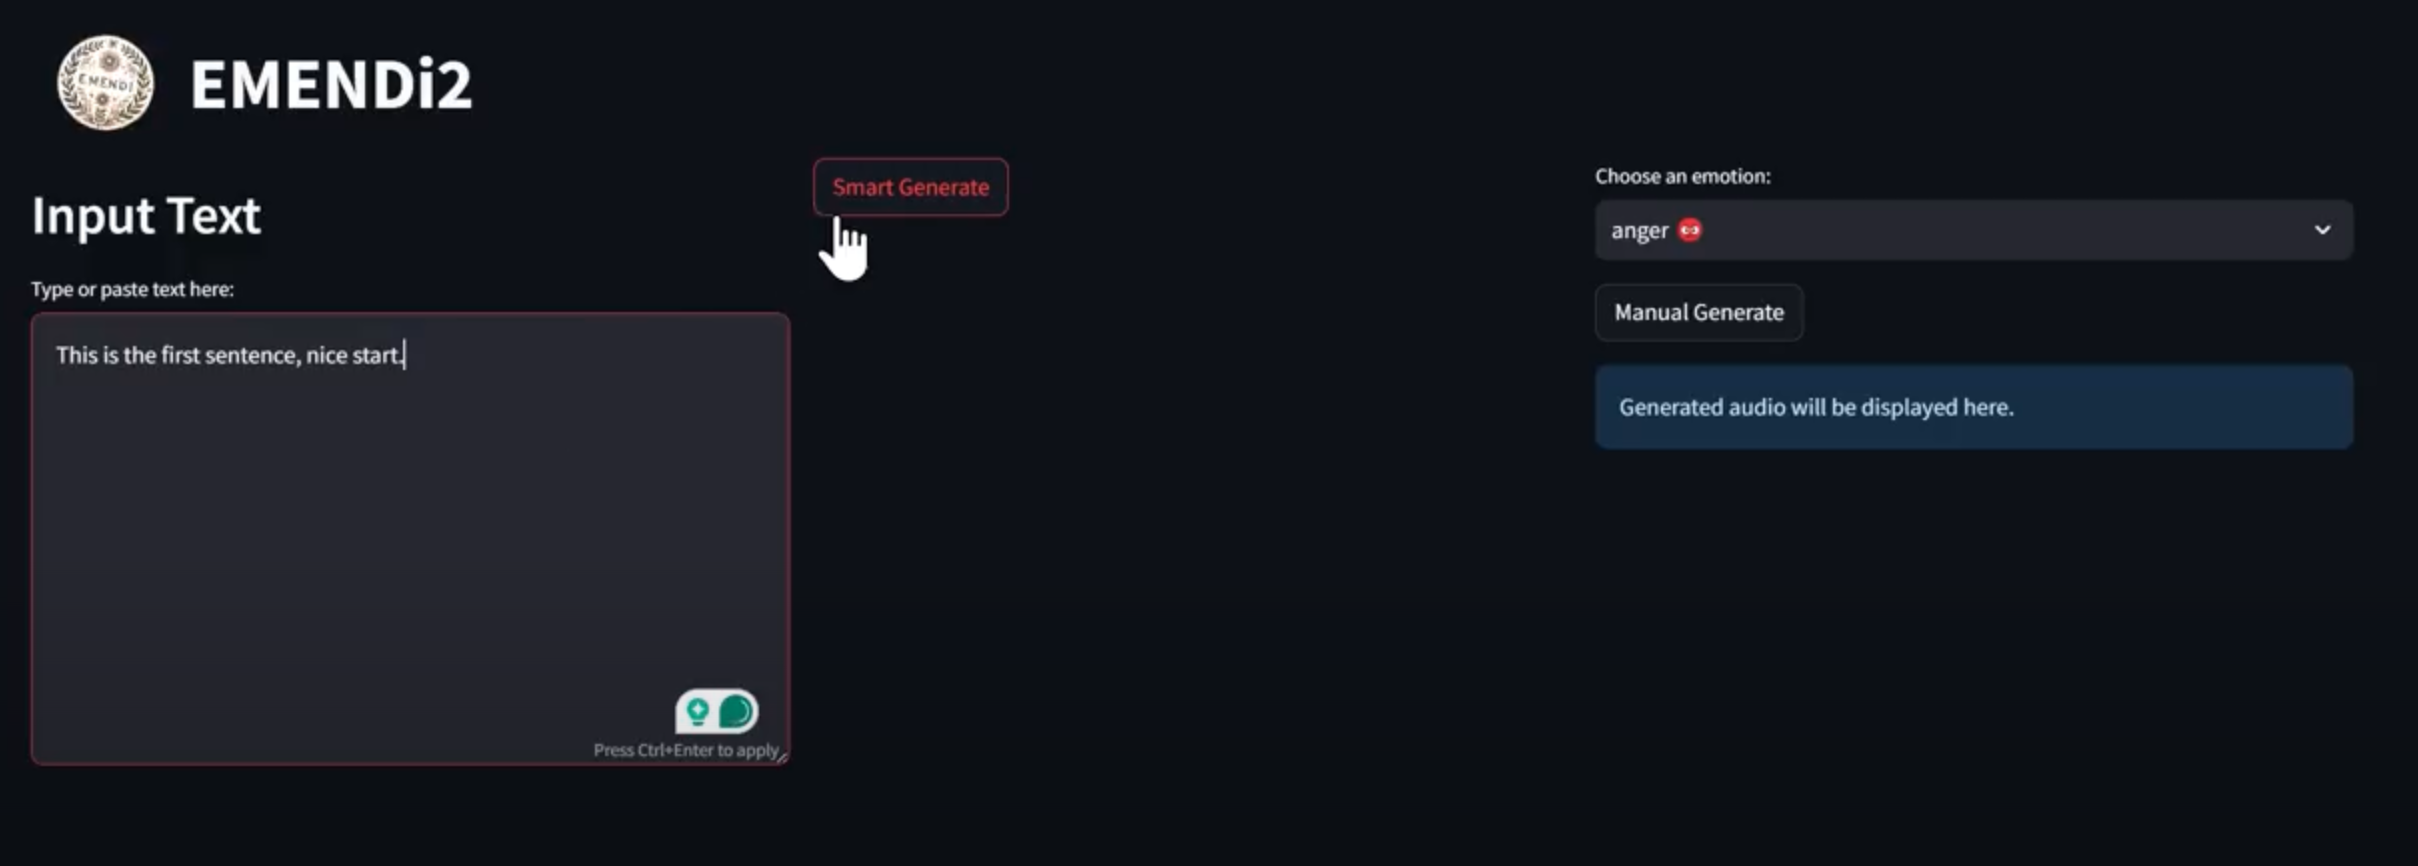 EMENDi
EMENDi2
Input Text
Type or paste text here:
This is the first sentence, nice start.
Press Ctrl+Enter to apply
Smart Generate
Choose an emotion:
anger
Manual Generate
Generated audio will be displayed here.